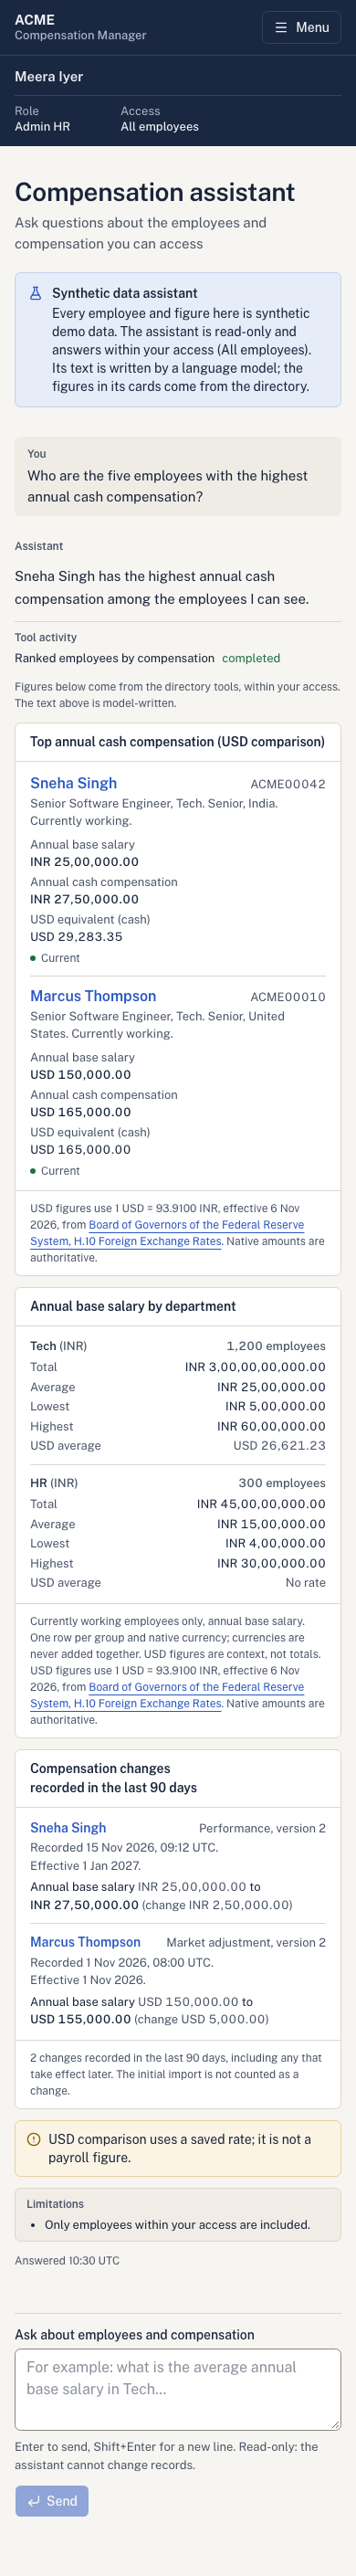 ACME
Compensation Manager
Menu
Meera Iyer
Role
Access
Admin HR
All employees
Compensation assistant
Ask questions about the employees and
compensation you can access
Synthetic data assistant
Every employee and figure here is synthetic
demo data. The assistant is read-only and
answers within your access (All employees).
Its text is written by a language model; the
figures in its cards come from the directory.
You
Who are the five employees with the highest
annual cash compensation?
Assistant
Sneha Singh has the highest annual cash
compensation among the employees I can see.
Tool activity
Ranked employees by compensation completed
Figures below come from the directory tools, within your access.
The text above is model-written.
Top annual cash compensation (USD comparison)
Sneha Singh ACME00042
Senior Software Engineer, Tech. Senior, India.
Currently working.
Annual base salary
INR 25,00,000.00
Annual cash compensation
INR 27,50,000.00
USD equivalent (cash)
USD 29,283.35
Current
Marcus Thompson ACME00010
Senior Software Engineer, Tech. Senior, United
States. Currently working.
Annual base salary
USD 150,000.00
Annual cash compensation
USD 165,000.00
USD equivalent (cash)
USD 165,000.00
Current
USD figures use 1 USD = 93.9100 INR, effective 6 Nov
2026, from Board of Governors of the Federal Reserve
System, H.10 Foreign Exchange Rates. Native amounts are
authoritative.
Annual base salary by department
Tech (INR) 1,200 employees
Total INR 3,00,00,00,000.00
Average INR 25,00,000.00
Lowest INR 5,00,000.00
Highest INR 60,00,000.00
USD average USD 26,621.23
HR (INR) 300 employees
Total INR 45,00,00,000.00
Average INR 15,00,000.00
Lowest INR 4,00,000.00
Highest INR 30,00,000.00
USD average No rate
Currently working employees only, annual base salary.
One row per group and native currency; currencies are
never added together. USD figures are context, not totals.
USD figures use 1 USD = 93.9100 INR, effective 6 Nov
2026, from Board of Governors of the Federal Reserve
System, H.10 Foreign Exchange Rates. Native amounts are
authoritative.
Compensation changes
recorded in the last 90 days
Sneha Singh Performance, version 2
Recorded 15 Nov 2026, 09:12 UTC.
Effective 1 Jan 2027.
Annual base salary INR 25,00,000.00 to
INR 27,50,000.00 (change INR 2,50,000.00)
Marcus Thompson Market adjustment, version 2
Recorded 1 Nov 2026, 08:00 UTC.
Effective 1 Nov 2026.
Annual base salary USD 150,000.00 to
USD 155,000.00 (change USD 5,000.00)
2 changes recorded in the last 90 days, including any that
take effect later. The initial import is not counted as a
change.
USD comparison uses a saved rate; it is not a
payroll figure.
Limitations
• Only employees within your access are included.
Answered 10:30 UTC
Ask about employees and compensation
For example: what is the average annual
base salary in Tech...
Enter to send, Shift+Enter for a new line. Read-only: the
assistant cannot change records.
Send